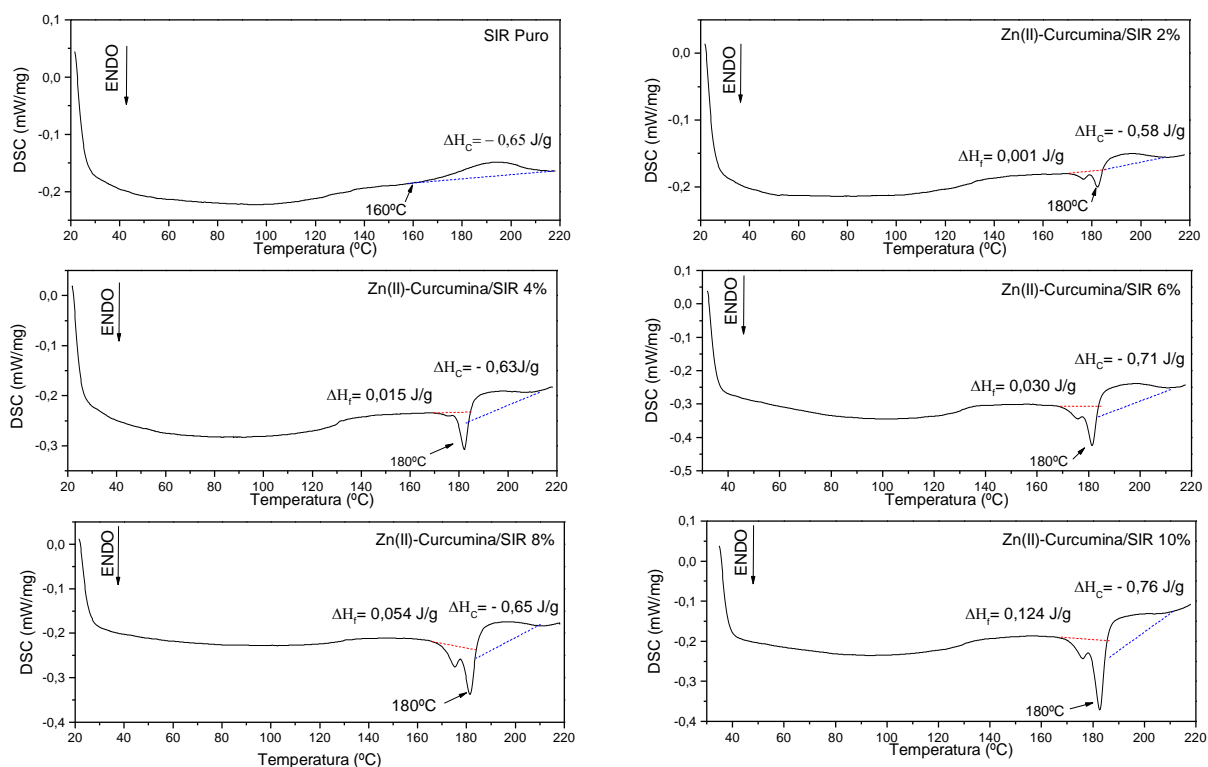 0,1
0,0
-0,1
-0,2
DSC (mW/mg)
ENDO
SIR Puro
ΔH_C= − 0,65 J/g
160ºC
20 40 60 80 100 120 140 160 180 200 220
Temperatura (ºC)
0,0
-0,1
-0,2
DSC (mW/mg)
ENDO
Zn(II)-Curcumina/SIR 2%
ΔH_C= - 0,58 J/g
ΔH_f= 0,001 J/g
180ºC
20 40 60 80 100 120 140 160 180 200 220
Temperatura (ºC)
0,0
-0,1
-0,2
-0,3
DSC (mW/mg)
ENDO
Zn(II)-Curcumina/SIR 4%
ΔH_C= - 0,63J/g
ΔH_f= 0,015 J/g
180ºC
20 40 60 80 100 120 140 160 180 200 220
Temperatura (ºC)
0,1
0,0
-0,1
-0,2
-0,3
-0,4
-0,5
DSC (mW/mg)
ENDO
Zn(II)-Curcumina/SIR 6%
ΔH_C= - 0,71 J/g
ΔH_f= 0,030 J/g
180ºC
40 60 80 100 120 140 160 180 200 220
Temperatura (ºC)
0,0
-0,1
-0,2
-0,3
-0,4
DSC (mW/mg)
ENDO
Zn(II)-Curcumina/SIR 8%
ΔH_f= 0,054 J/g
ΔH_C= - 0,65 J/g
180ºC
20 40 60 80 100 120 140 160 180 200 220
Temperatura (ºC)
0,1
0,0
-0,1
-0,2
-0,3
-0,4
DSC (mW/mg)
ENDO
Zn(II)-Curcumina/SIR 10%
ΔH_C= - 0,76 J/g
ΔH_f= 0,124 J/g
180ºC
40 60 80 100 120 140 160 180 200 220
Temperatura (ºC)